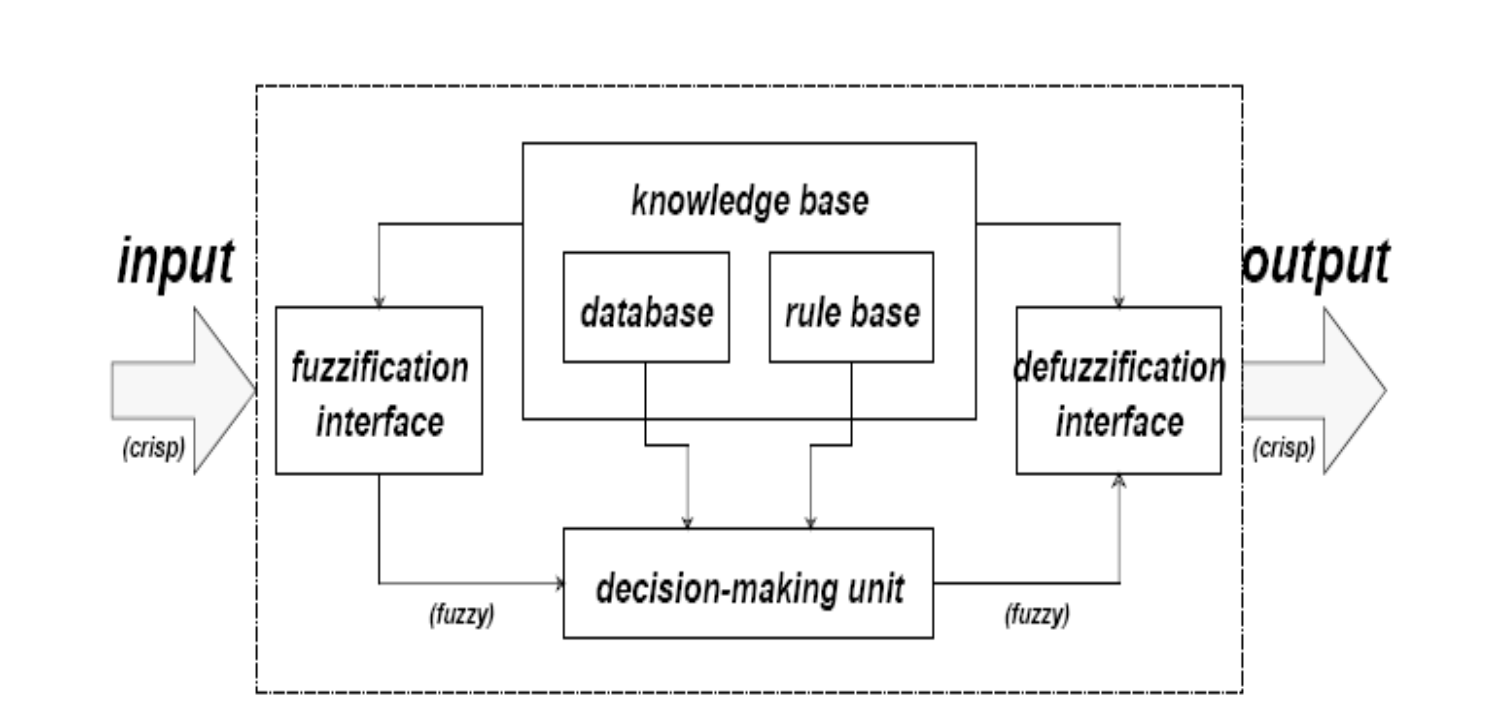 knowledge base
input
output
database
rule base
fuzzification
interface
defuzzification
interface
(crisp)
(crisp)
decision-making unit
(fuzzy)
(fuzzy)